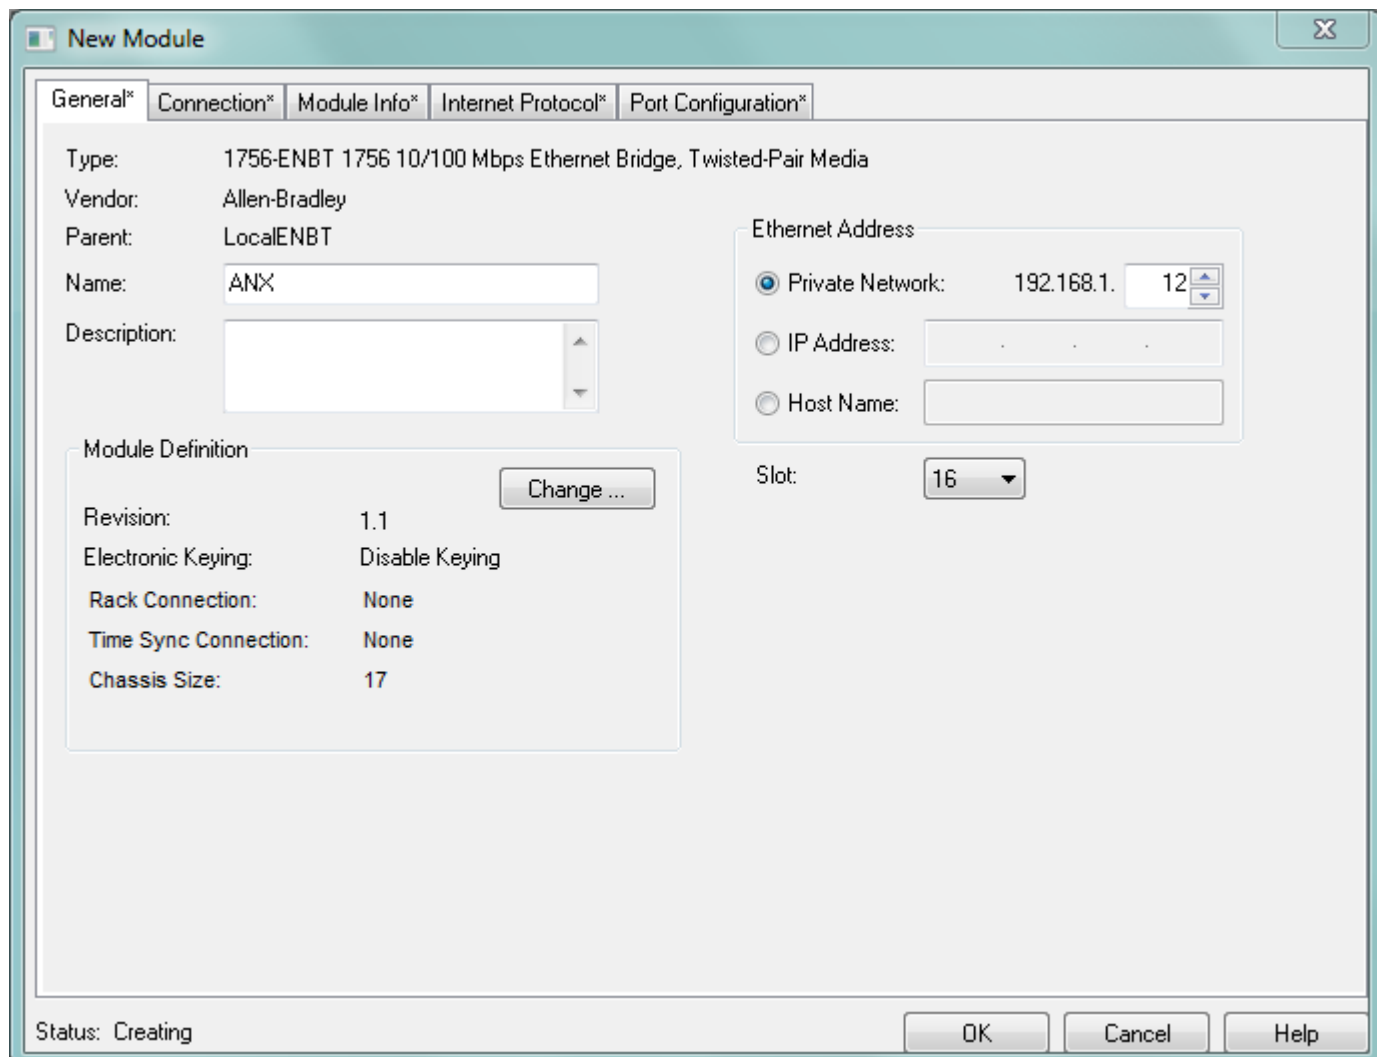 New Module
General* Connection* Module Info* Internet Protocol* Port Configuration*
Type: 1756-ENBT 1756 10/100 Mbps Ethernet Bridge, Twisted-Pair Media
Vendor: Allen-Bradley
Parent: LocalENBT
Name: ANX
Description:
Ethernet Address
Private Network: 192.168.1. 12
IP Address: . . .
Host Name:
Slot: 16
Module Definition
Change ...
Revision: 1.1
Electronic Keying: Disable Keying
Rack Connection: None
Time Sync Connection: None
Chassis Size: 17
Status: Creating
OK Cancel Help